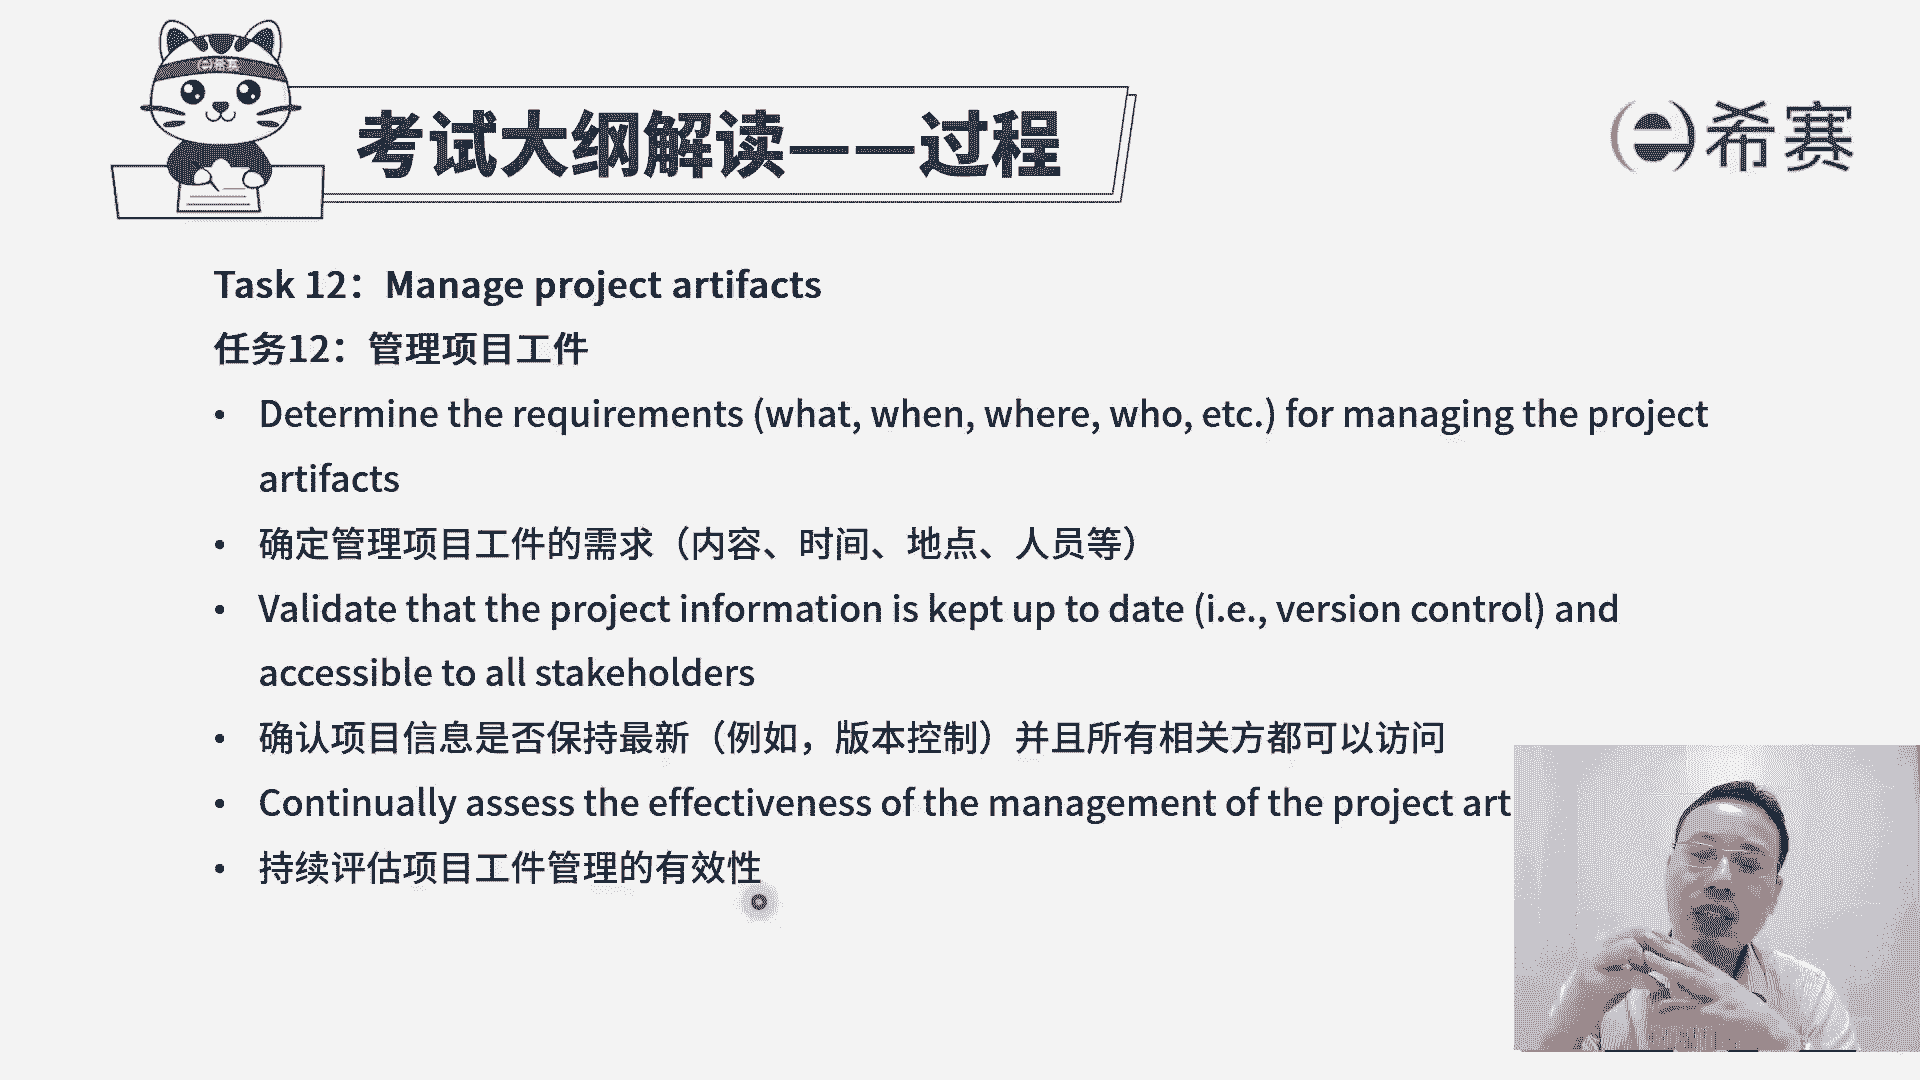 希赛
考试大纲解读——过程
希赛
Task 12：Manage project artifacts
任务12：管理项目工件
• Determine the requirements (what, when, where, who, etc.) for managing the project
artifacts
• 确定管理项目工件的需求（内容、时间、地点、人员等）
• Validate that the project information is kept up to date (i.e., version control) and
accessible to all stakeholders
• 确认项目信息是否保持最新（例如，版本控制）并且所有相关方都可以访问
• Continually assess the effectiveness of the management of the project art
• 持续评估项目工件管理的有效性